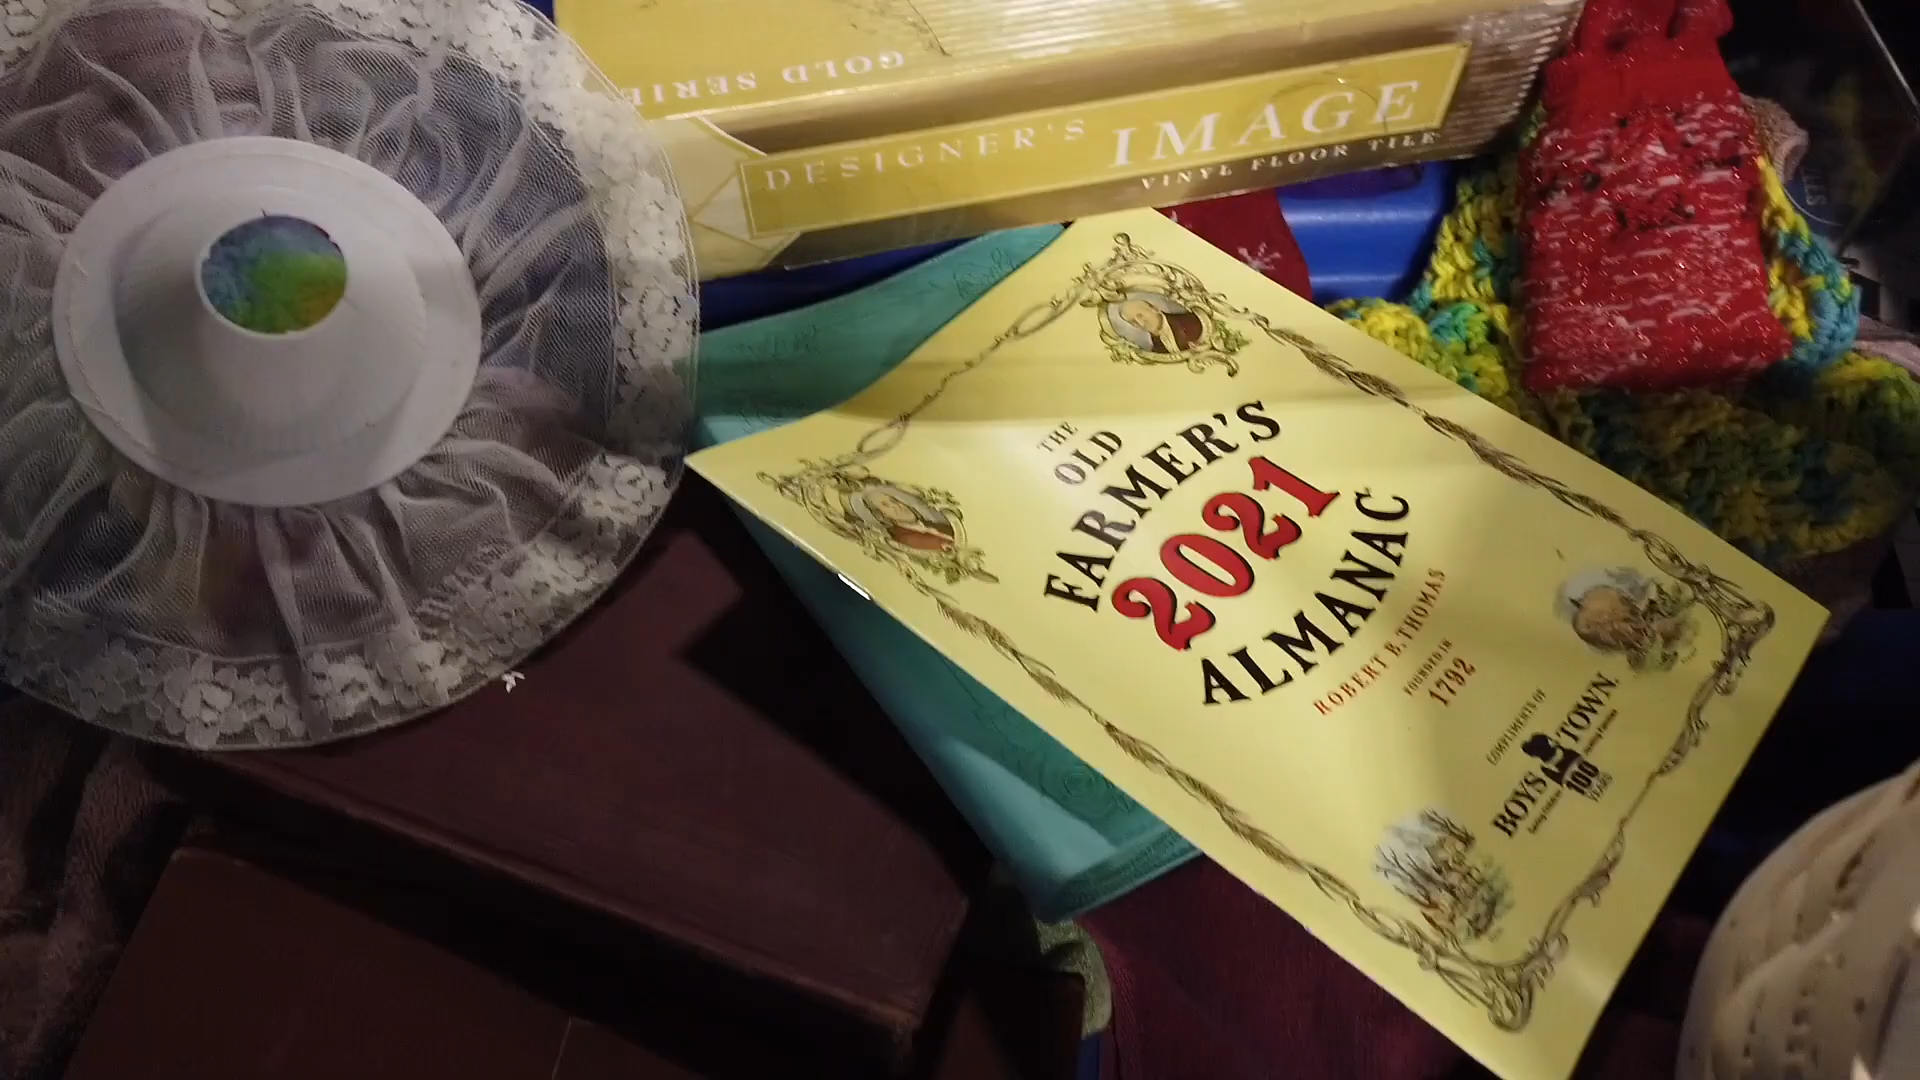 GOLD SERIE
DESIGNER'S IMAGE
VINYL FLOOR TILE
THE
OLD
FARMER'S
2021
ALMANAC
ROBERT B. THOMAS
FOUNDED IN
1792
COMPLIMENTS OF
BOYS TOWN
100
YEARS